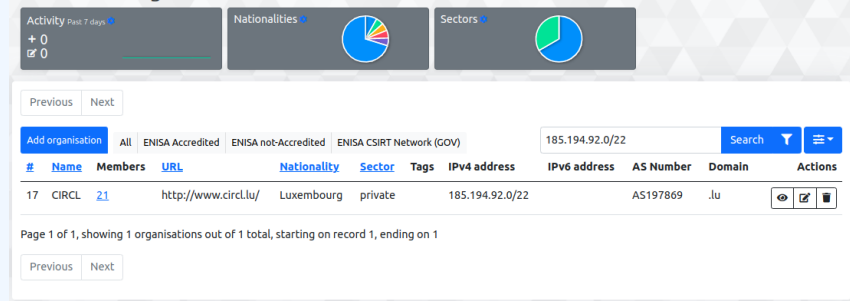 Activity Past 7 days
+ 0
0
Nationalities
Sectors
Previous Next
Add organisation All ENISA Accredited ENISA not-Accredited ENISA CSIRT Network (GOV) 185.194.92.0/22 Search
# Name Members URL Nationality Sector Tags IPv4 address IPv6 address AS Number Domain Actions
17 CIRCL 21 http://www.circl.lu/ Luxembourg private 185.194.92.0/22 AS197869 .lu
Page 1 of 1, showing 1 organisations out of 1 total, starting on record 1, ending on 1
Previous Next